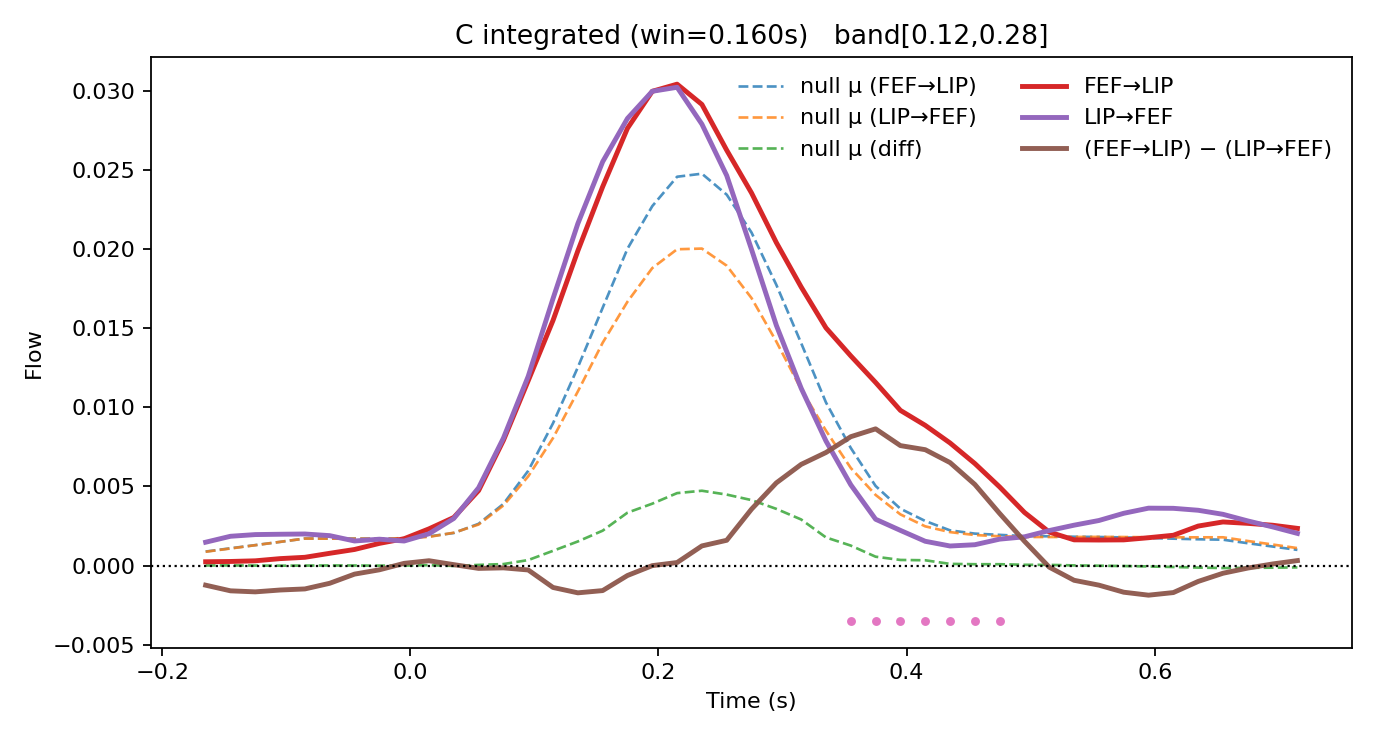 C integrated (win=0.160s)   band[0.12,0.28]
null μ (FEF→LIP)
null μ (LIP→FEF)
null μ (diff)
FEF→LIP
LIP→FEF
(FEF→LIP) − (LIP→FEF)
Flow
0.030
0.025
0.020
0.015
0.010
0.005
0.000
−0.005
−0.2
0.0
0.2
0.4
0.6
Time (s)